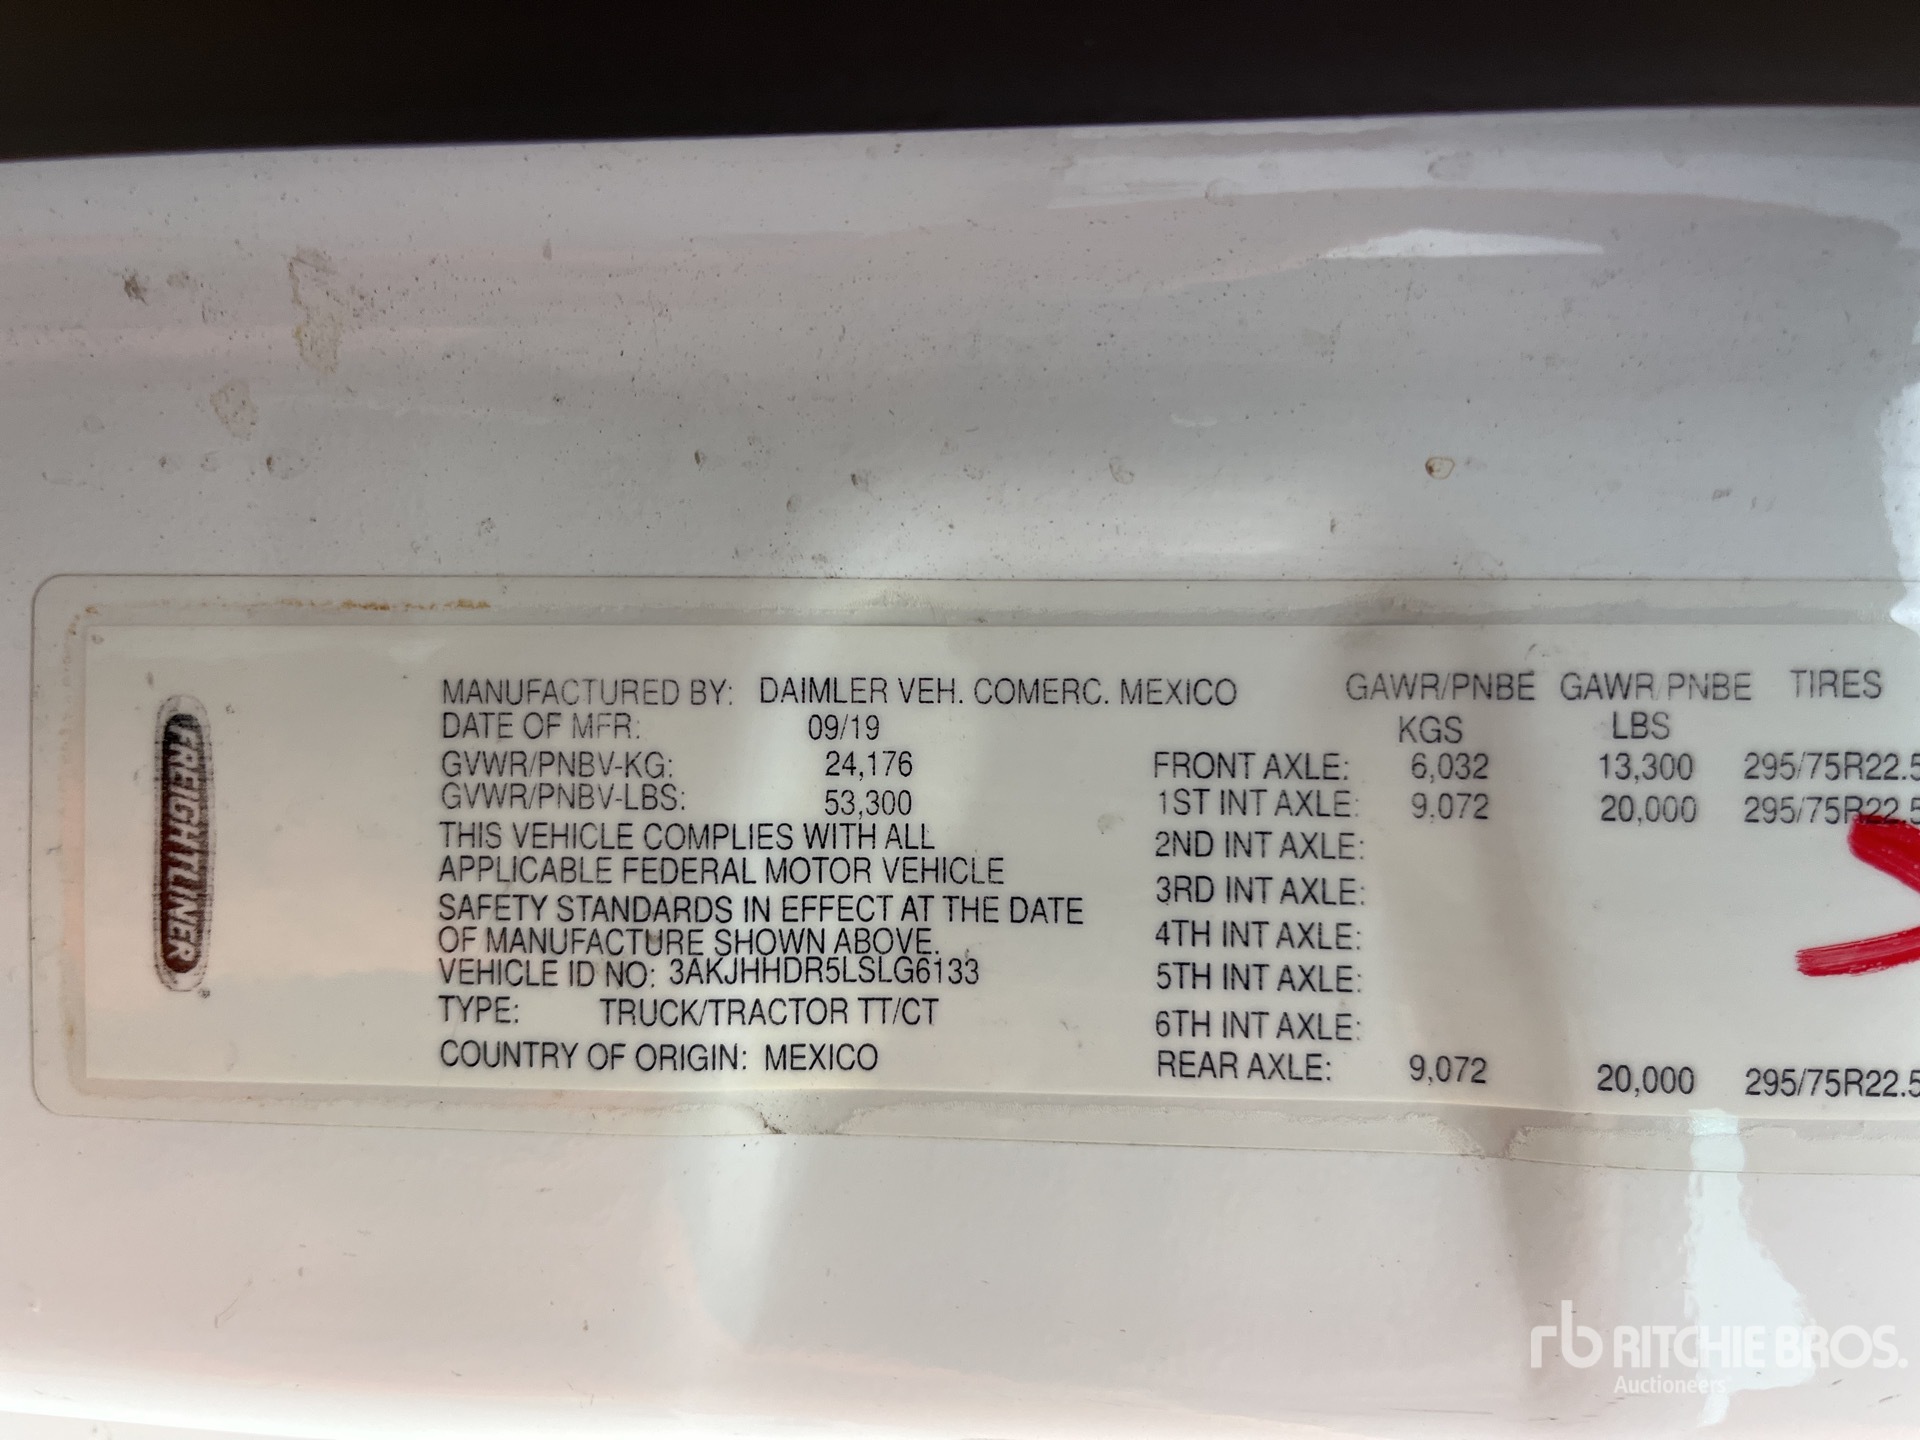 FREIGHTLINER
MANUFACTURED BY: DAIMLER VEH. COMERC. MEXICO
DATE OF MFR: 09/19
GVWR/PNBV-KG: 24,176
GVWR/PNBV-LBS: 53,300
THIS VEHICLE COMPLIES WITH ALL
APPLICABLE FEDERAL MOTOR VEHICLE
SAFETY STANDARDS IN EFFECT AT THE DATE
OF MANUFACTURE SHOWN ABOVE.
VEHICLE ID NO: 3AKJHHDR5LSLG6133
TYPE: TRUCK/TRACTOR TT/CT
COUNTRY OF ORIGIN: MEXICO
GAWR/PNBE GAWR/PNBE TIRES
KGS LBS
FRONT AXLE: 6,032 13,300 295/75R22.5
1ST INT AXLE: 9,072 20,000 295/75R22.5
2ND INT AXLE:
3RD INT AXLE:
4TH INT AXLE:
5TH INT AXLE:
6TH INT AXLE:
REAR AXLE: 9,072 20,000 295/75R22.5
rb RITCHIE BROS.
Auctioneers